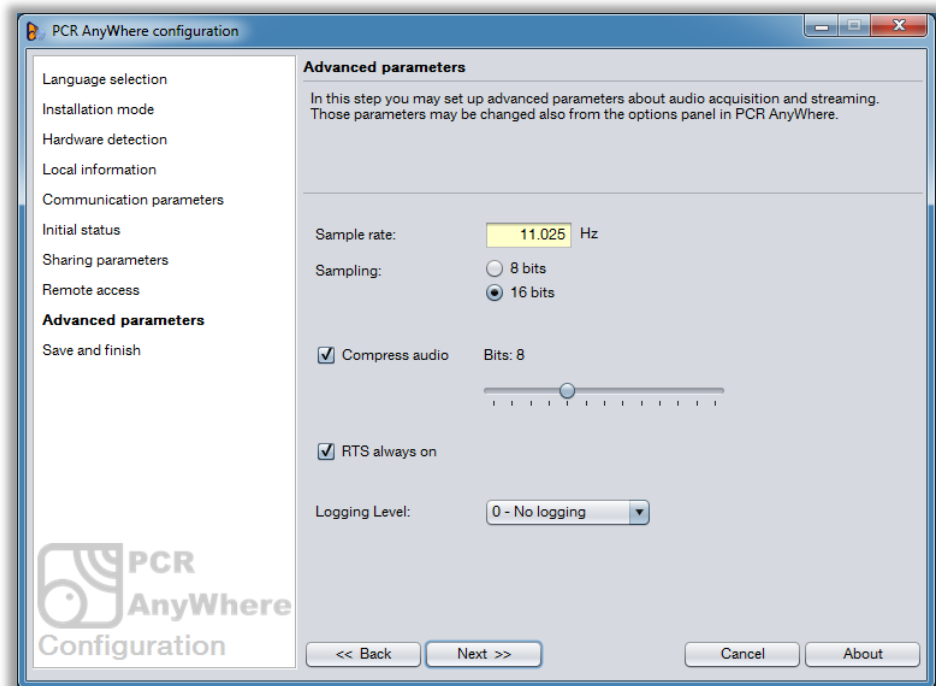 PCR AnyWhere configuration
Language selection
Installation mode
Hardware detection
Local information
Communication parameters
Initial status
Sharing parameters
Remote access
Advanced parameters
Save and finish
PCR
AnyWhere
Configuration
Advanced parameters
In this step you may set up advanced parameters about audio acquisition and streaming.
Those parameters may be changed also from the options panel in PCR AnyWhere.
Sample rate: 11.025 Hz
Sampling: 8 bits
16 bits
Compress audio Bits: 8
RTS always on
Logging Level: 0 - No logging
<< Back Next >> Cancel About